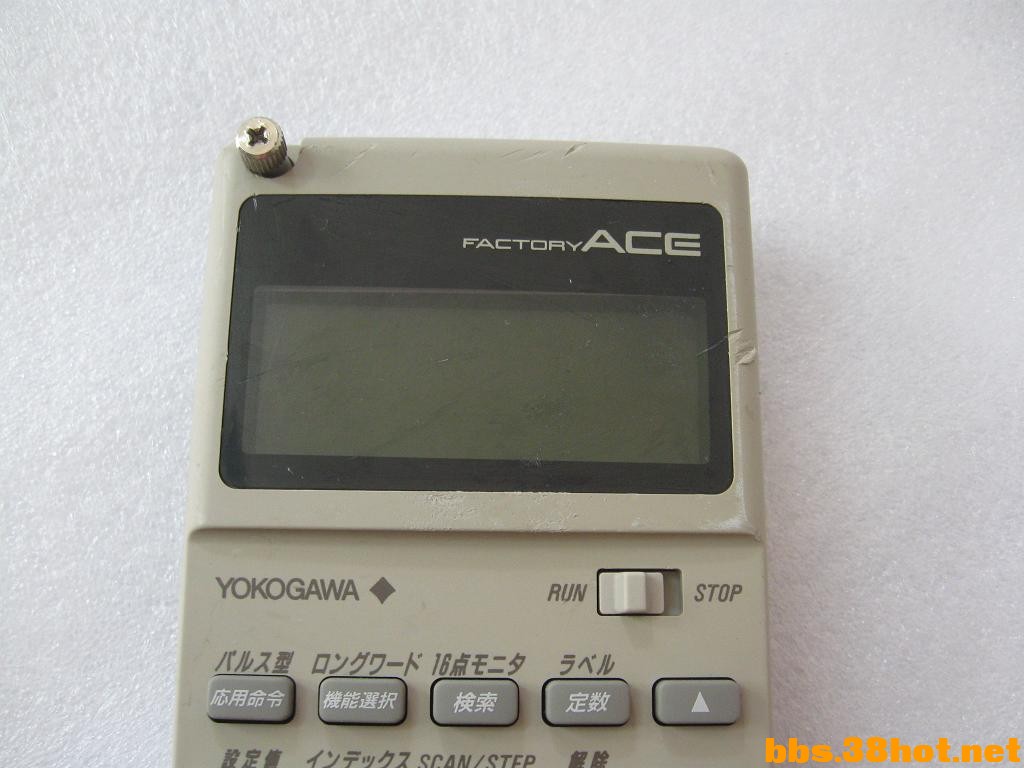 FACTORY ACE
YOKOGAWA
RUN STOP
パルス型 ロングワード 16点モニタ ラベル
応用命令 機能選択 検索 定数 ▲
設定値 インデックス SCAN/STEP 解除
bbs.38hot.net